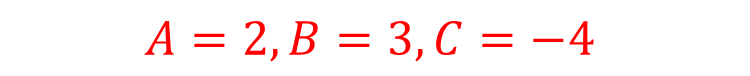 A = 2, B = 3, C = −4